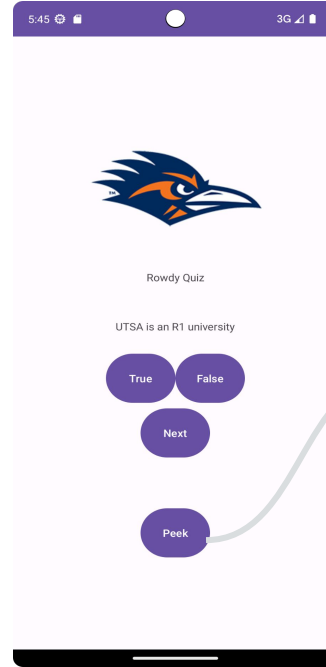 5:45 3G
Rowdy Quiz
UTSA is an R1 university
True False
Next
Peek